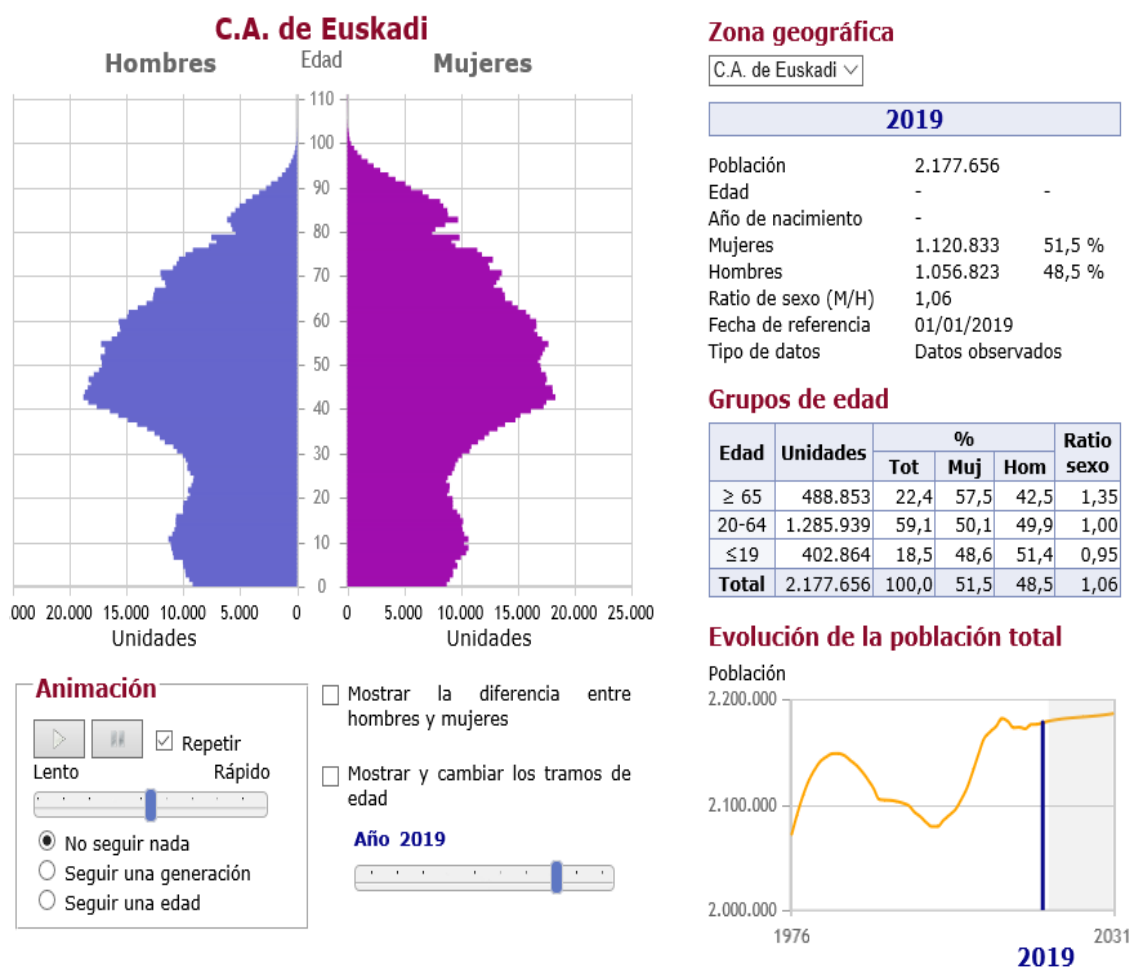 C.A. de Euskadi
Hombres Edad Mujeres
110
100
90
80
70
60
50
40
30
20
10
0
000 20.000 15.000 10.000 5.000 0 0 5.000 10.000 15.000 20.000 25.000
Unidades Unidades
Animación
Repetir
Lento Rápido
No seguir nada
Seguir una generación
Seguir una edad
Mostrar la diferencia entre
hombres y mujeres
Mostrar y cambiar los tramos de
edad
Año 2019
Zona geográfica
C.A. de Euskadi
2019
Población 2.177.656
Edad - -
Año de nacimiento -
Mujeres 1.120.833 51,5 %
Hombres 1.056.823 48,5 %
Ratio de sexo (M/H) 1,06
Fecha de referencia 01/01/2019
Tipo de datos Datos observados
Grupos de edad
Edad Unidades % Ratio
sexo
Tot Muj Hom
≥ 65 488.853 22,4 57,5 42,5 1,35
20-64 1.285.939 59,1 50,1 49,9 1,00
≤19 402.864 18,5 48,6 51,4 0,95
Total 2.177.656 100,0 51,5 48,5 1,06
Evolución de la población total
Población
2.200.000
2.100.000
2.000.000
1976 2031
2019